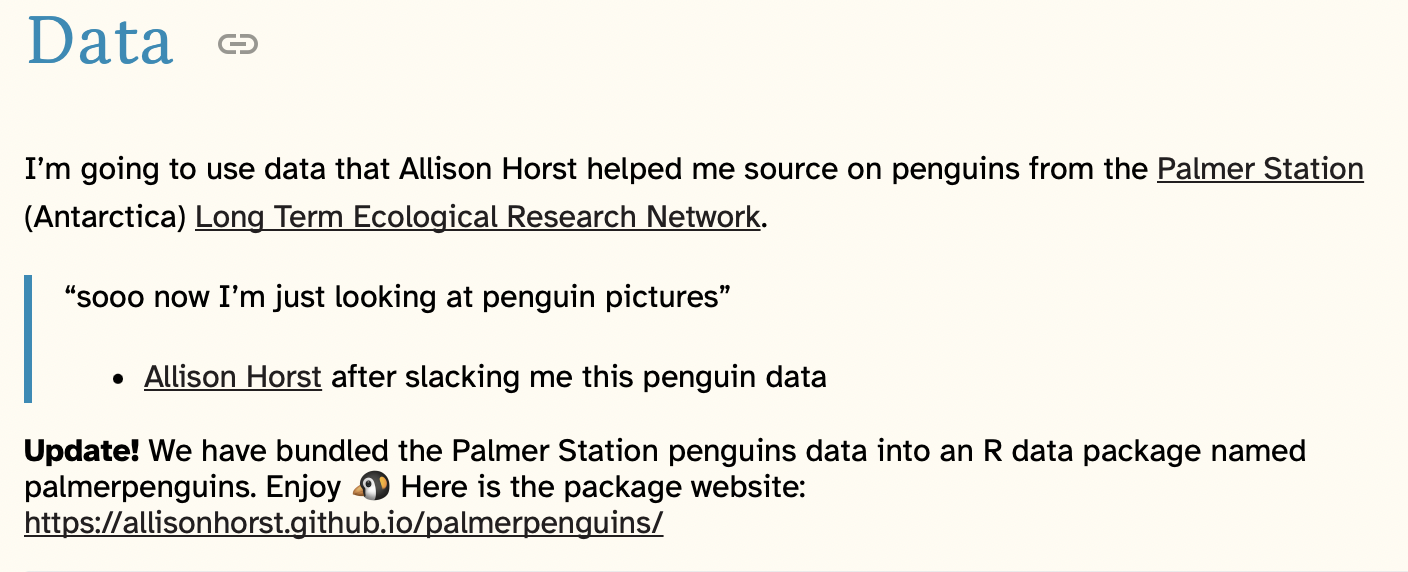 Data
I’m going to use data that Allison Horst helped me source on penguins from the Palmer Station
(Antarctica) Long Term Ecological Research Network.
“sooo now I’m just looking at penguin pictures”
• Allison Horst after slacking me this penguin data
Update! We have bundled the Palmer Station penguins data into an R data package named
palmerpenguins. Enjoy 🐧 Here is the package website:
https://allisonhorst.github.io/palmerpenguins/